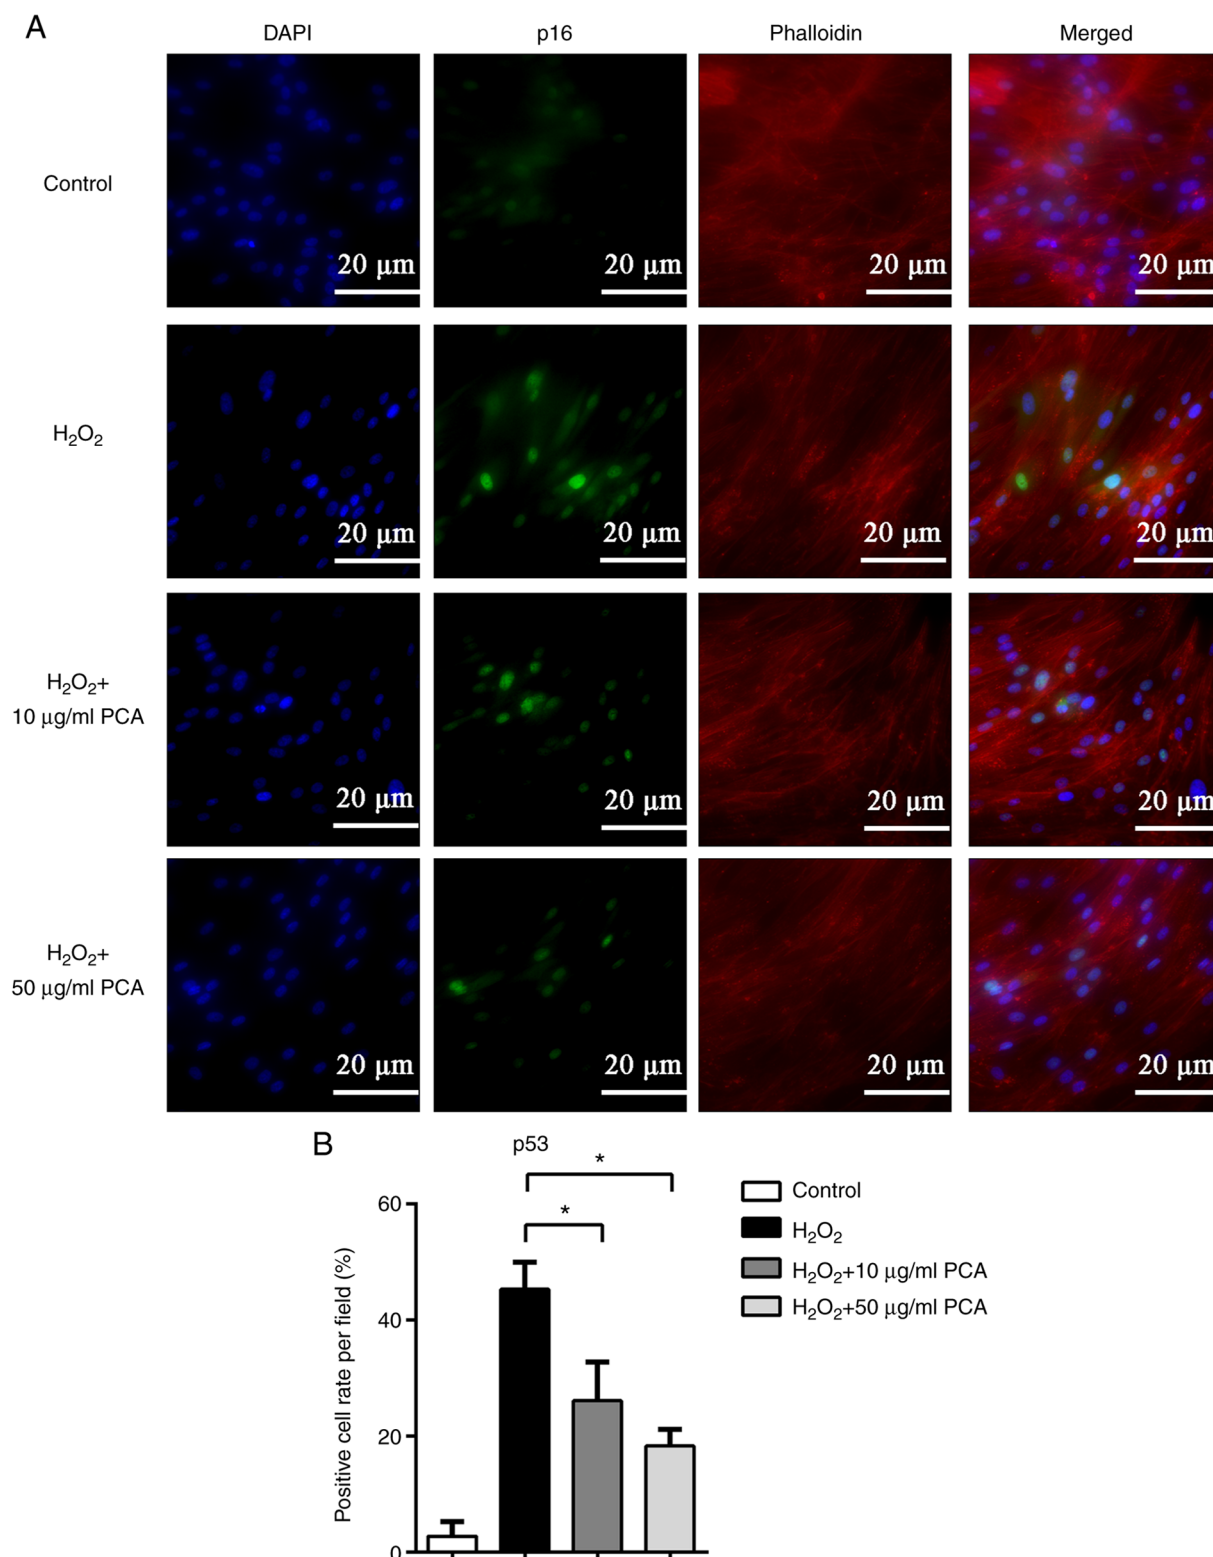 A
DAPI p16 Phalloidin Merged
Control
20 µm 20 µm 20 µm 20 µm
H₂O₂
20 µm 20 µm 20 µm 20 µm
H₂O₂+
10 µg/ml PCA
20 µm 20 µm 20 µm 20 µm
H₂O₂+
50 µg/ml PCA
20 µm 20 µm 20 µm 20 µm
B
p53
*
*
Positive cell rate per field (%)
60
40
20
0
Control
H₂O₂
H₂O₂+10 µg/ml PCA
H₂O₂+50 µg/ml PCA